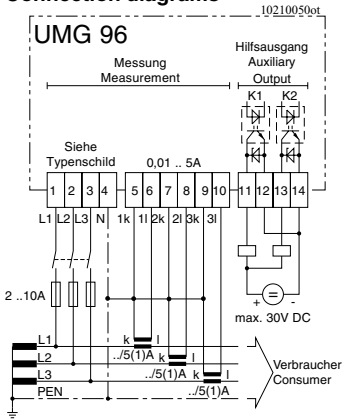 Connection diagrams
10210050ot
UMG 96
Messung
Measurement
Hilfsausgang
Auxiliary
Output
K1 K2
Siehe
Typenschild
0,01 .. 5A
1 2 3 4 5 6 7 8 9 10 11 12 13 14
L1 L2 L3 N 1k 1l 2k 2l 3k 3l
2 ..10A
+ = -
max. 30V DC
L1 k l
../5(1)A
L2 k l
../5(1)A
L3 k l
../5(1)A
PEN
Verbraucher
Consumer